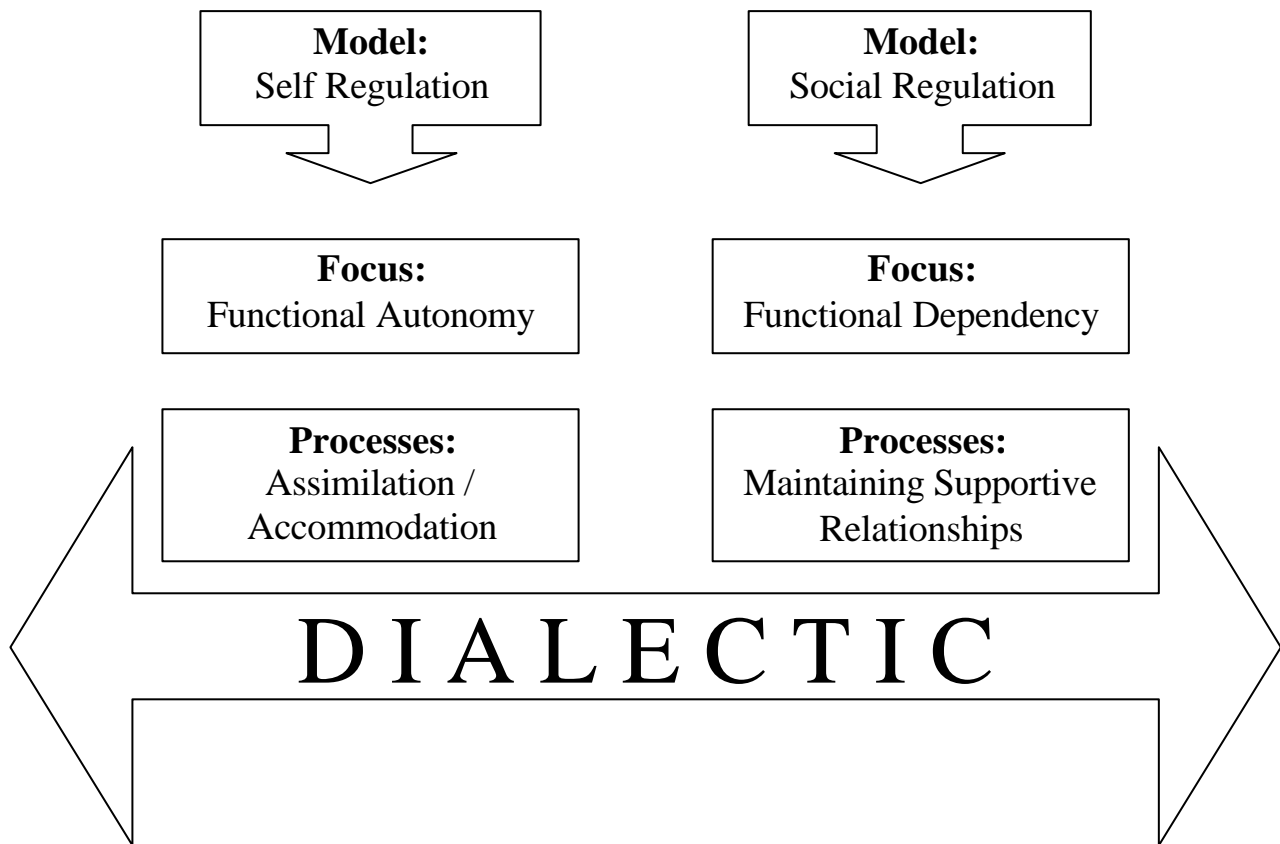 Model:
Self Regulation
Model:
Social Regulation
Focus:
Functional Autonomy
Focus:
Functional Dependency
Processes:
Assimilation /
Accommodation
Processes:
Maintaining Supportive
Relationships
D I A L E C T I C